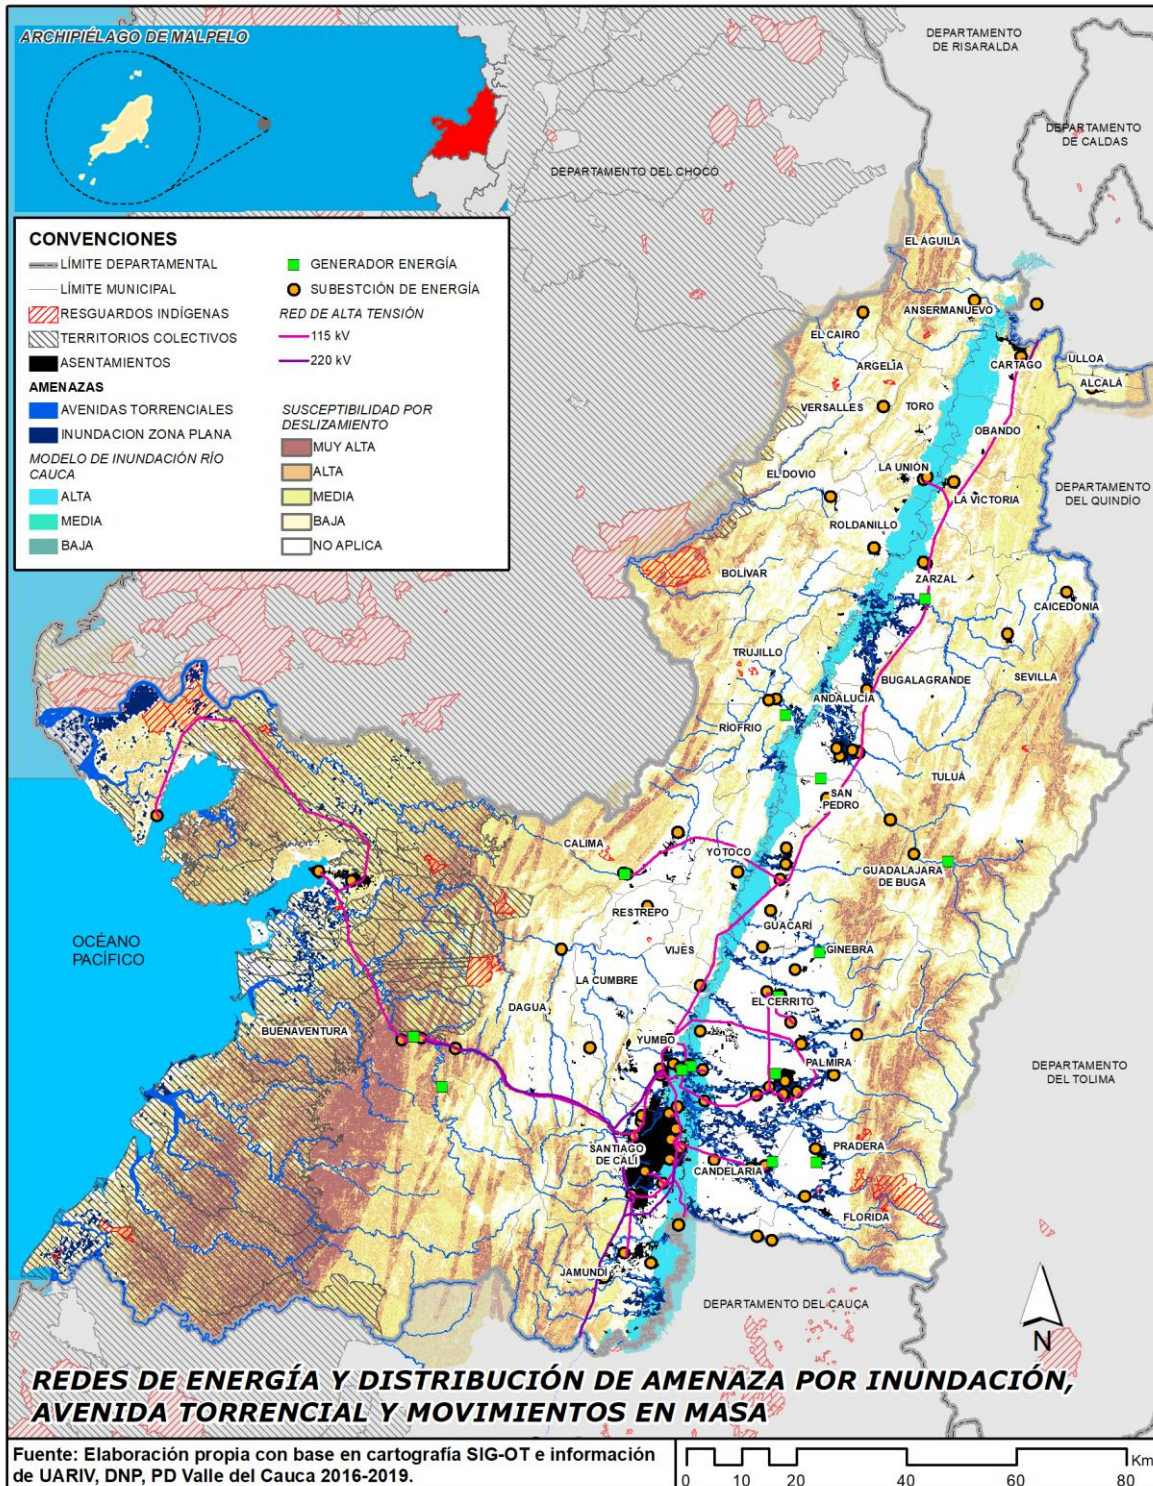 ARCHIPIÉLAGO DE MALPELO
DEPARTAMENTO
DE RISARALDA
DEPARTAMENTO
DE CALDAS
DEPARTAMENTO DEL CHOCÓ
CONVENCIONES
LÍMITE DEPARTAMENTAL
LÍMITE MUNICIPAL
RESGUARDOS INDÍGENAS
TERRITORIOS COLECTIVOS
ASENTAMIENTOS
AMENAZAS
AVENIDAS TORRENCIALES
INUNDACION ZONA PLANA
MODELO DE INUNDACIÓN RÍO
CAUCA
ALTA
MEDIA
BAJA
GENERADOR ENERGÍA
SUBESTCIÓN DE ENERGÍA
RED DE ALTA TENSIÓN
115 kV
220 kV
SUSCEPTIBILIDAD POR
DESLIZAMIENTO
MUY ALTA
ALTA
MEDIA
BAJA
NO APLICA
EL ÁGUILA
ANSERMANUEVO
EL CAIRO
ARGELÍA
CARTAGO
ULLOA
ALCALÁ
VERSALLES
TORO
OBANDO
LA UNIÓN
EL DOVIO
LA VICTORIA
DEPARTAMENTO
DEL QUINDÍO
ROLDANILLO
BOLÍVAR
ZARZAL
CAICEDONIA
TRUJILLO
BUGALAGRANDE
SEVILLA
ANDALUCÍA
RÍOFRIO
TULUÁ
SAN
PEDRO
CALIMA
YOTOCO
GUADALAJARA
DE BUGA
RESTREPO
GUACARÍ
VIJES
GINEBRA
OCÉANO
PACÍFICO
LA CUMBRE
DAGUA
EL CERRITO
BUENAVENTURA
YUMBO
PALMIRA
DEPARTAMENTO
DEL TOLIMA
SANTIAGO
DE CALI
PRADERA
CANDELARIA
FLORIDA
JAMUNDÍ
DEPARTAMENTO DEL CAUCA
N
REDES DE ENERGÍA Y DISTRIBUCIÓN DE AMENAZA POR INUNDACIÓN,
AVENIDA TORRENCIAL Y MOVIMIENTOS EN MASA
Fuente: Elaboración propia con base en cartografía SIG-OT e información
de UARIV, DNP, PD Valle del Cauca 2016-2019.
Km
0 10 20 40 60 80